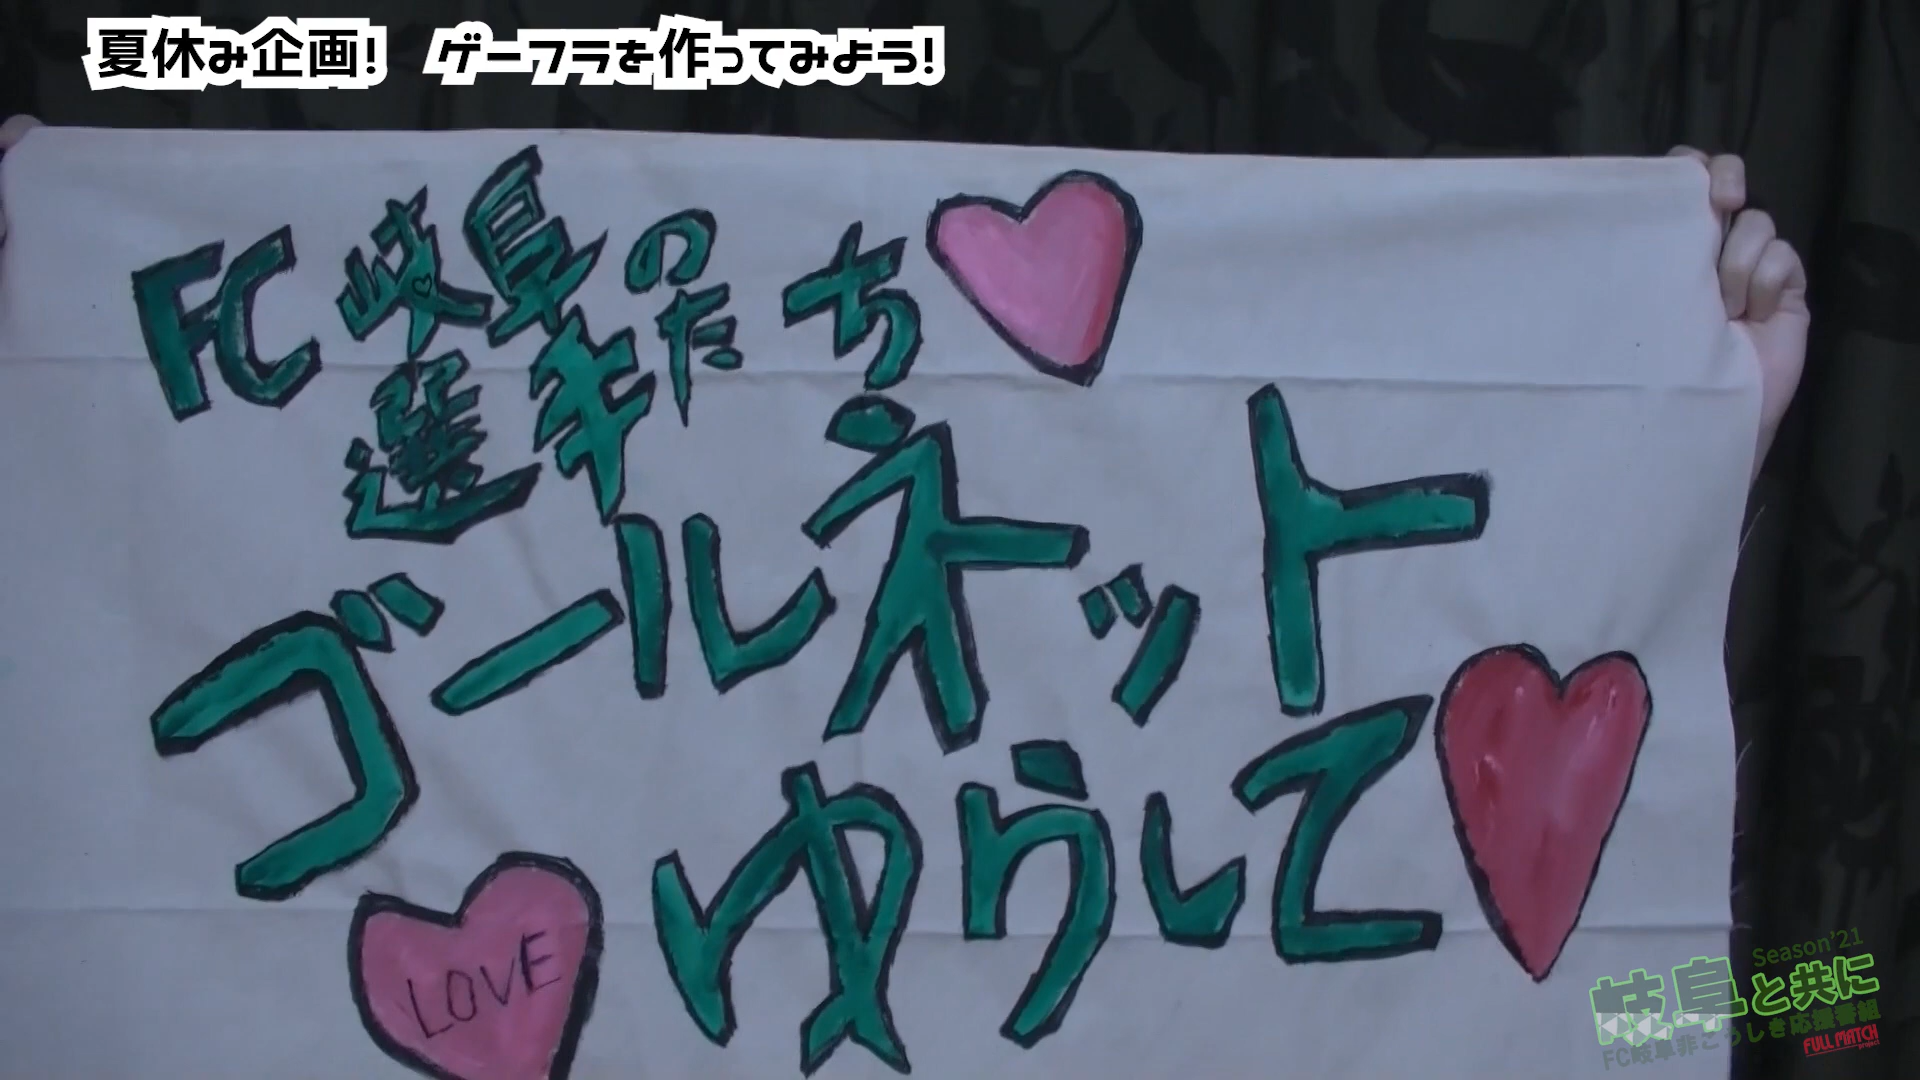 夏休み企画! ゲーフラを作ってみよう!
FC岐阜の
選手たち
ゴールネット
ゆらして
LOVE
Season'21
岐阜と共に
FC岐阜非こうしき応援番組
FULL MATCH
project